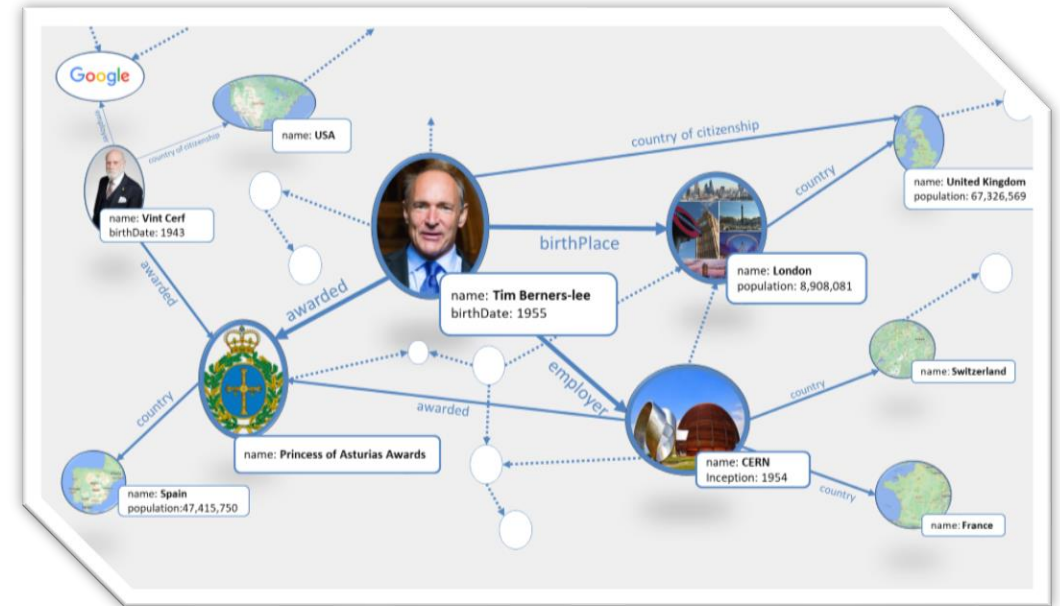 Google
employer
country of citizenship
name: USA
name: Vint Cerf
birthDate: 1943
awarded
country of citizenship
country
name: United Kingdom
population: 67,326,569
birthPlace
name: London
population: 8,908,081
name: Tim Berners-lee
birthDate: 1955
awarded
employer
awarded
country
name: Switzerland
name: Princess of Asturias Awards
country
name: CERN
Inception: 1954
country
name: Spain
population:47,415,750
name: France